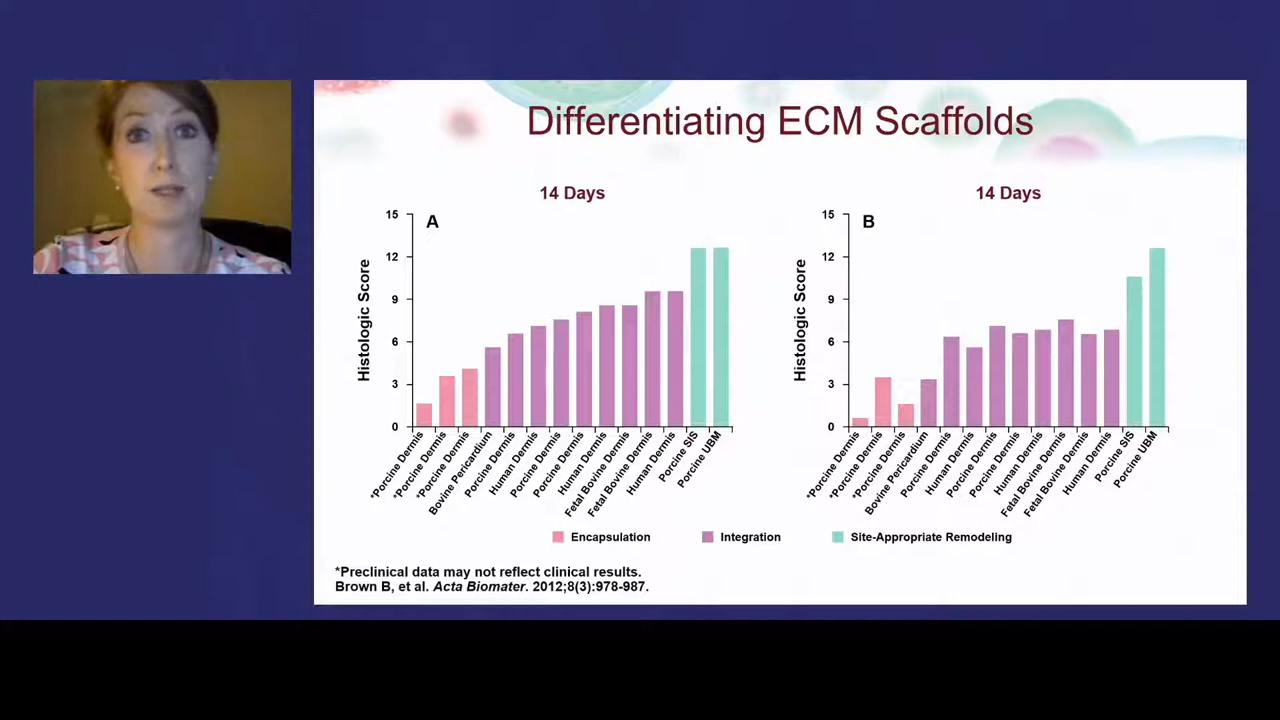 Differentiating ECM Scaffolds
14 Days
A
Histologic Score
15
12
9
6
3
0
*Porcine Dermis
*Porcine Dermis
*Porcine Dermis
Bovine Pericardium
Porcine Dermis
Human Dermis
Porcine Dermis
Porcine Dermis
Human Dermis
Fetal Bovine Dermis
Fetal Bovine Dermis
Human Dermis
Porcine SIS
Porcine UBM
14 Days
B
Histologic Score
15
12
9
6
3
0
*Porcine Dermis
*Porcine Dermis
*Porcine Dermis
Bovine Pericardium
Porcine Dermis
Human Dermis
Porcine Dermis
Porcine Dermis
Human Dermis
Fetal Bovine Dermis
Fetal Bovine Dermis
Human Dermis
Porcine SIS
Porcine UBM
Encapsulation
Integration
Site-Appropriate Remodeling
*Preclinical data may not reflect clinical results.
Brown B, et al. Acta Biomater. 2012;8(3):978-987.